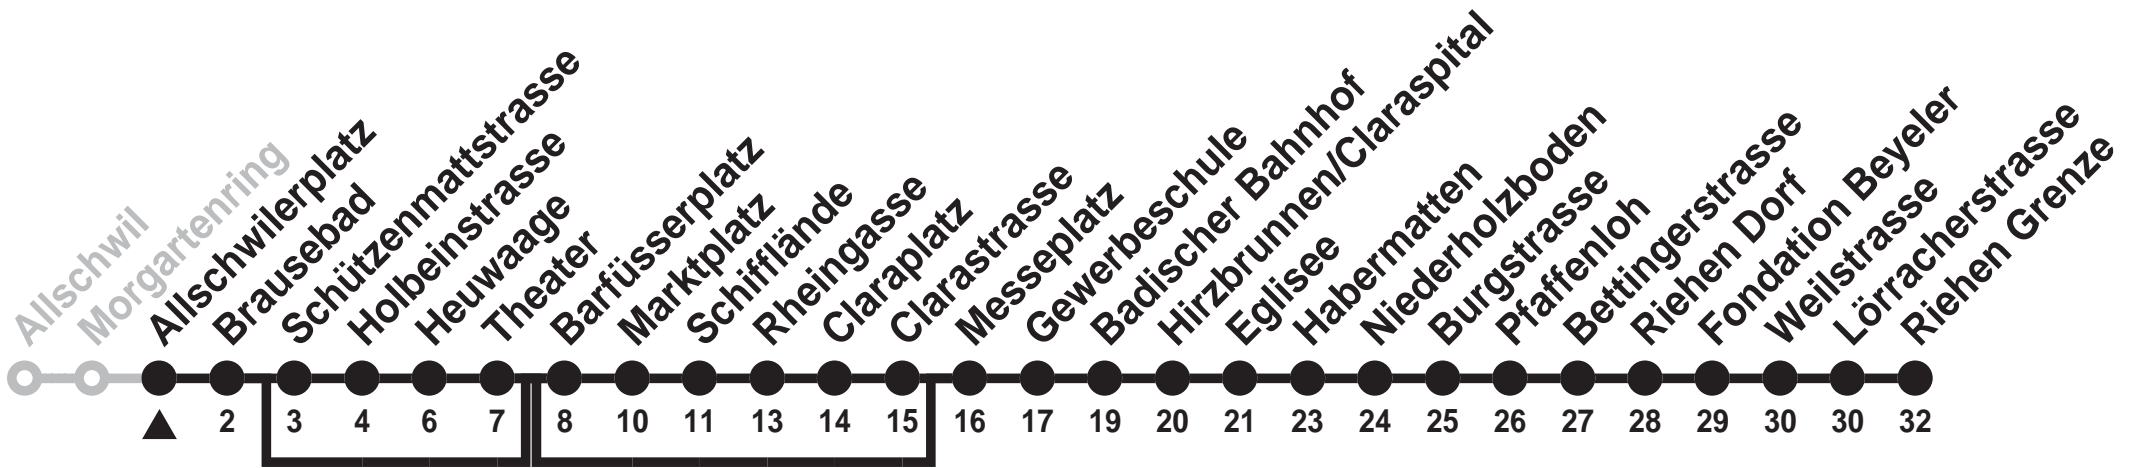 Allschwil
Morgartenring
Allschwilerplatz
Brausebad
Schützenmattstrasse
Holbeinstrasse
Heuwaage
Theater
Barfüsserplatz
Marktplatz
Schifflände
Rheingasse
Claraplatz
Clarastrasse
Messeplatz
Gewerbeschule
Badischer Bahnhof
Hirzbrunnen/Claraspital
Eglisee
Habermatten
Niederholzboden
Burgstrasse
Pfaffenloh
Bettingerstrasse
Riehen Dorf
Fondation Beyeler
Weilstrasse
Lörracherstrasse
Riehen Grenze
2 3 4 6 7 8 10 11 13 14 15 16 17 19 20 21 23 24 25 26 27 28 29 30 30 32